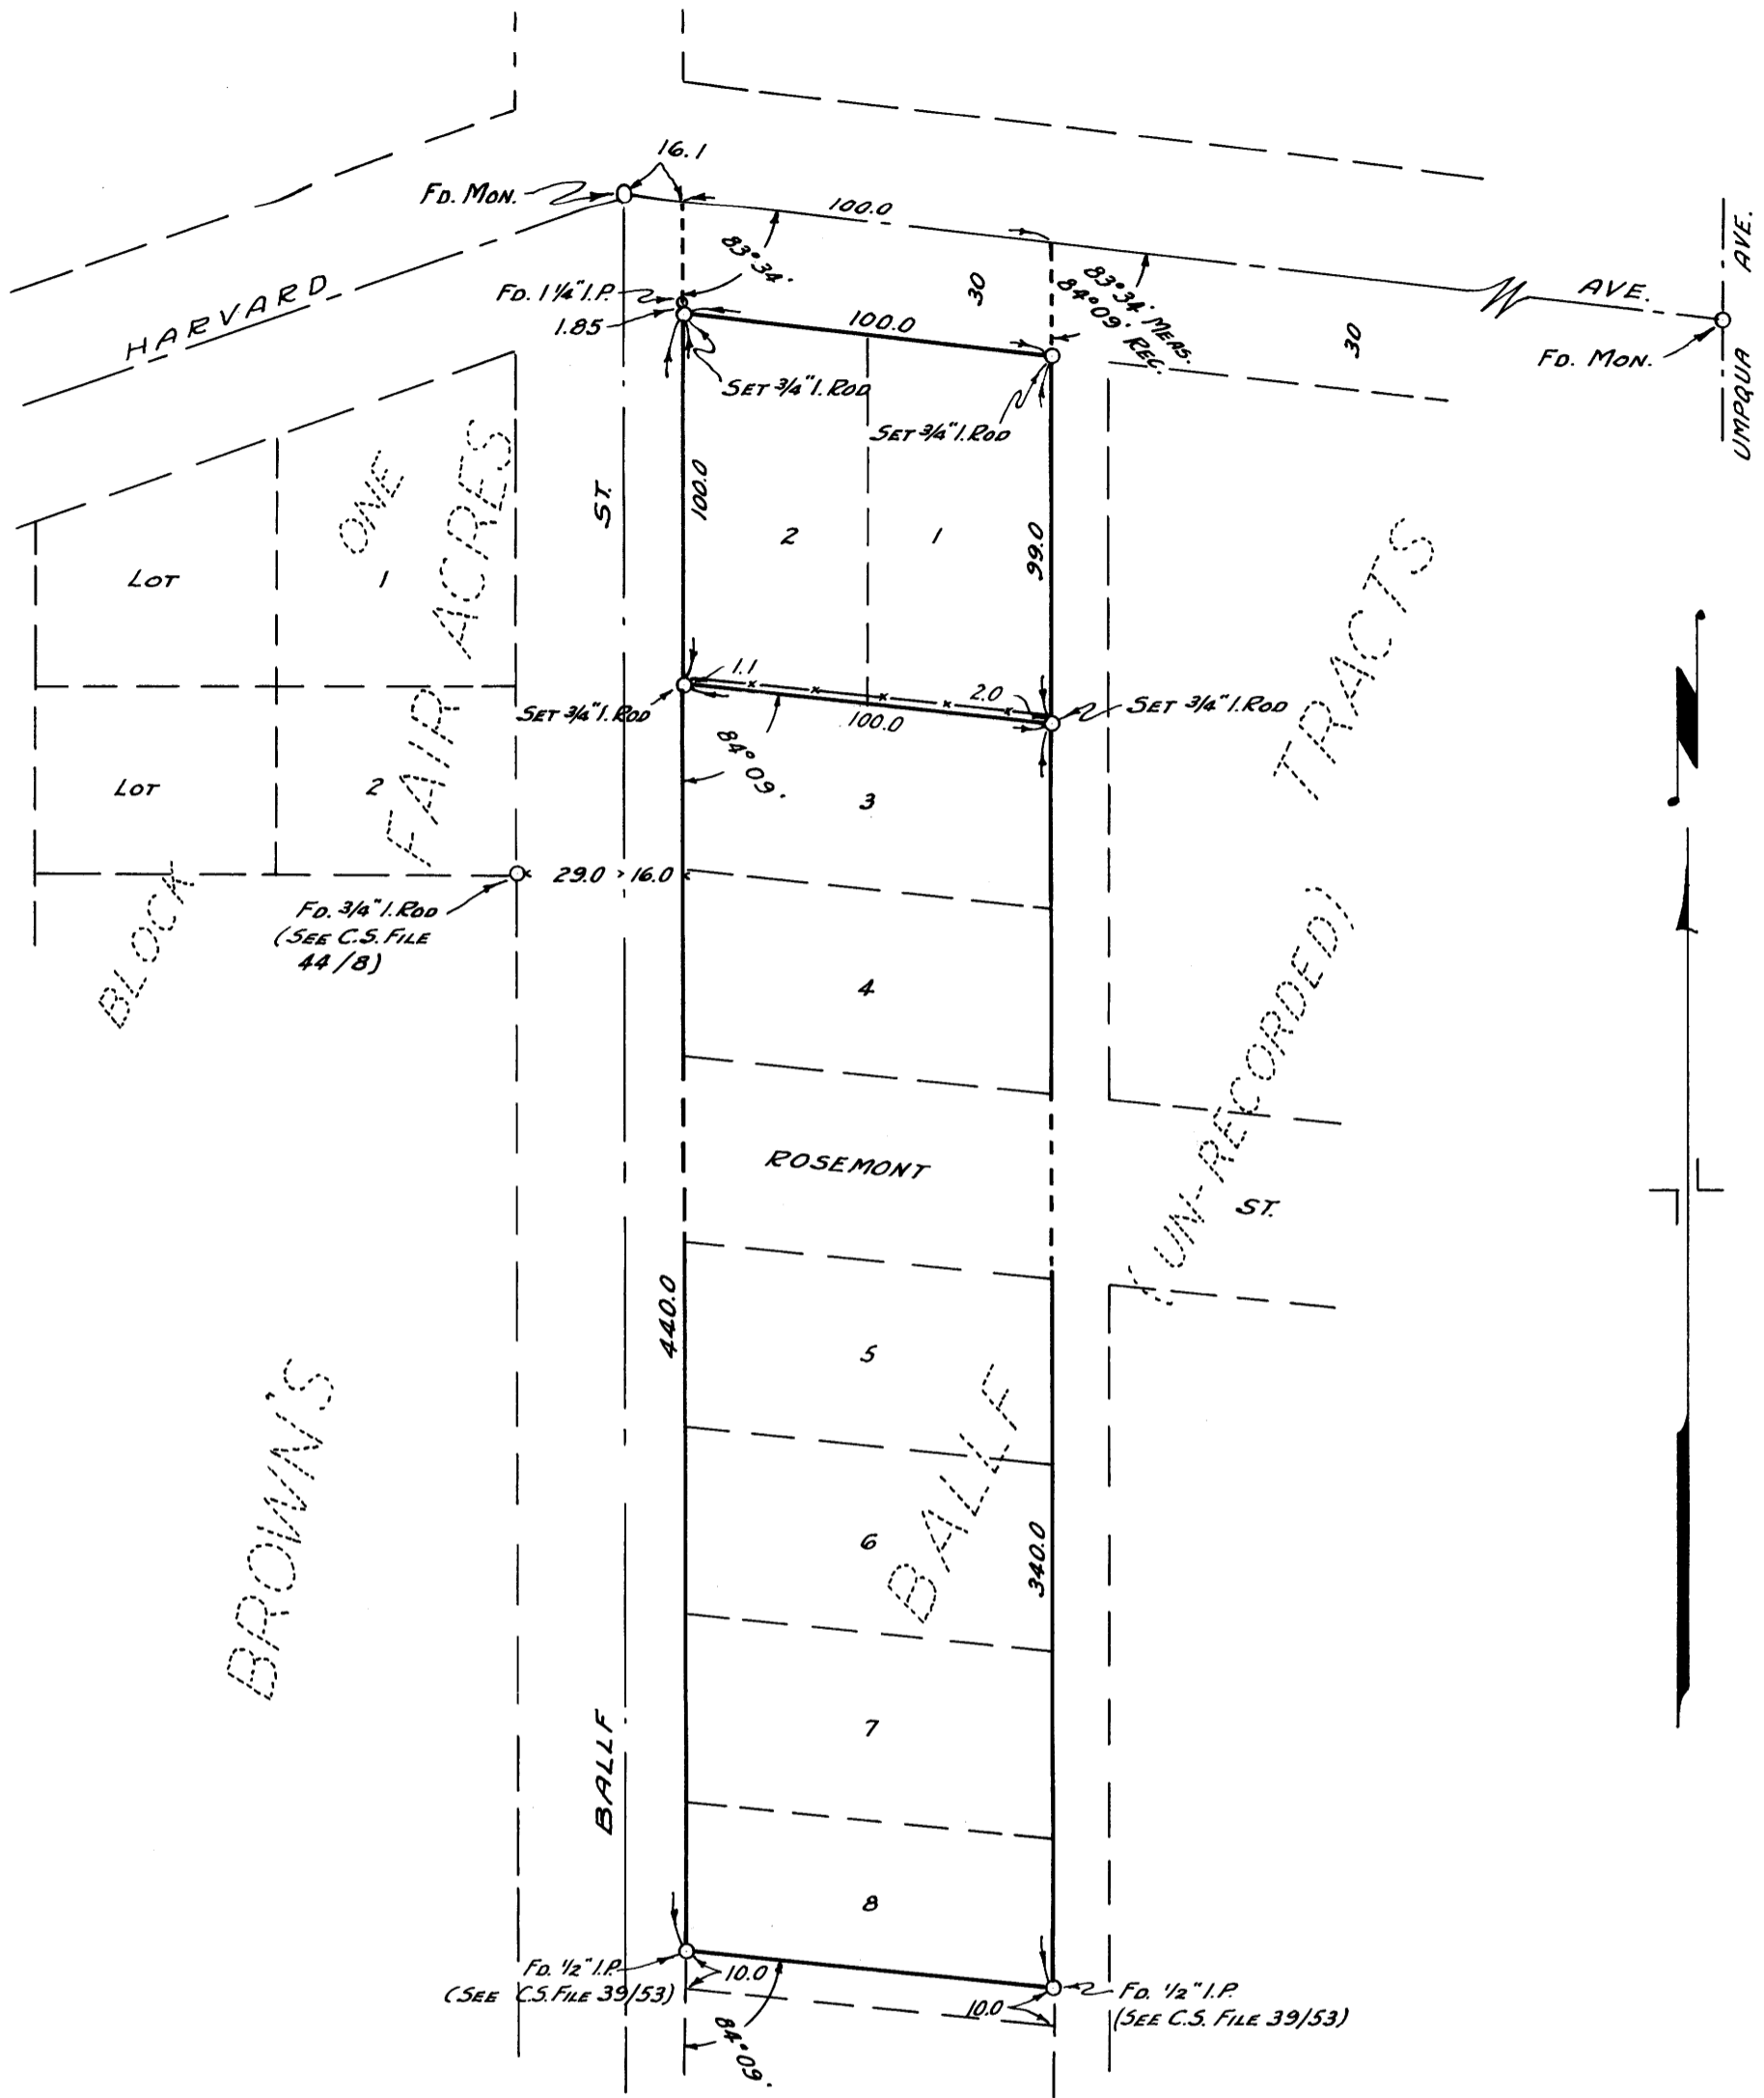 16.1
FD. MON.
100.0
83°34'
HARVARD
FD. 1 1/4" I.P.
1.85
30
83°34' MEAS.
84°09' REC.
AVE.
30
FD. MON.
UMPQUA AVE.
100.0
SET 3/4" I. ROD
SET 3/4" I. ROD
ONE
FAIR ACRES
ST.
100.0
2
1
99.0
LOT
1
TRACTS
1.1
2.0
SET 3/4" I. ROD
100.0
SET 3/4" I. ROD
84°09'
LOT
2
3
29.0
16.0
FD. 3/4" I. ROD
(SEE C.S. FILE
44/8)
BLOCK
4
(UN-RECORDED)
ROSEMONT
ST.
440.0
5
BROWN'S
BALLF
6
340.0
7
BALLF
8
FD. 1/2" I.P.
(SEE C.S. FILE 39/53)
10.0
10.0
FD. 1/2" I.P.
(SEE C.S. FILE 39/53)
84°09'
N